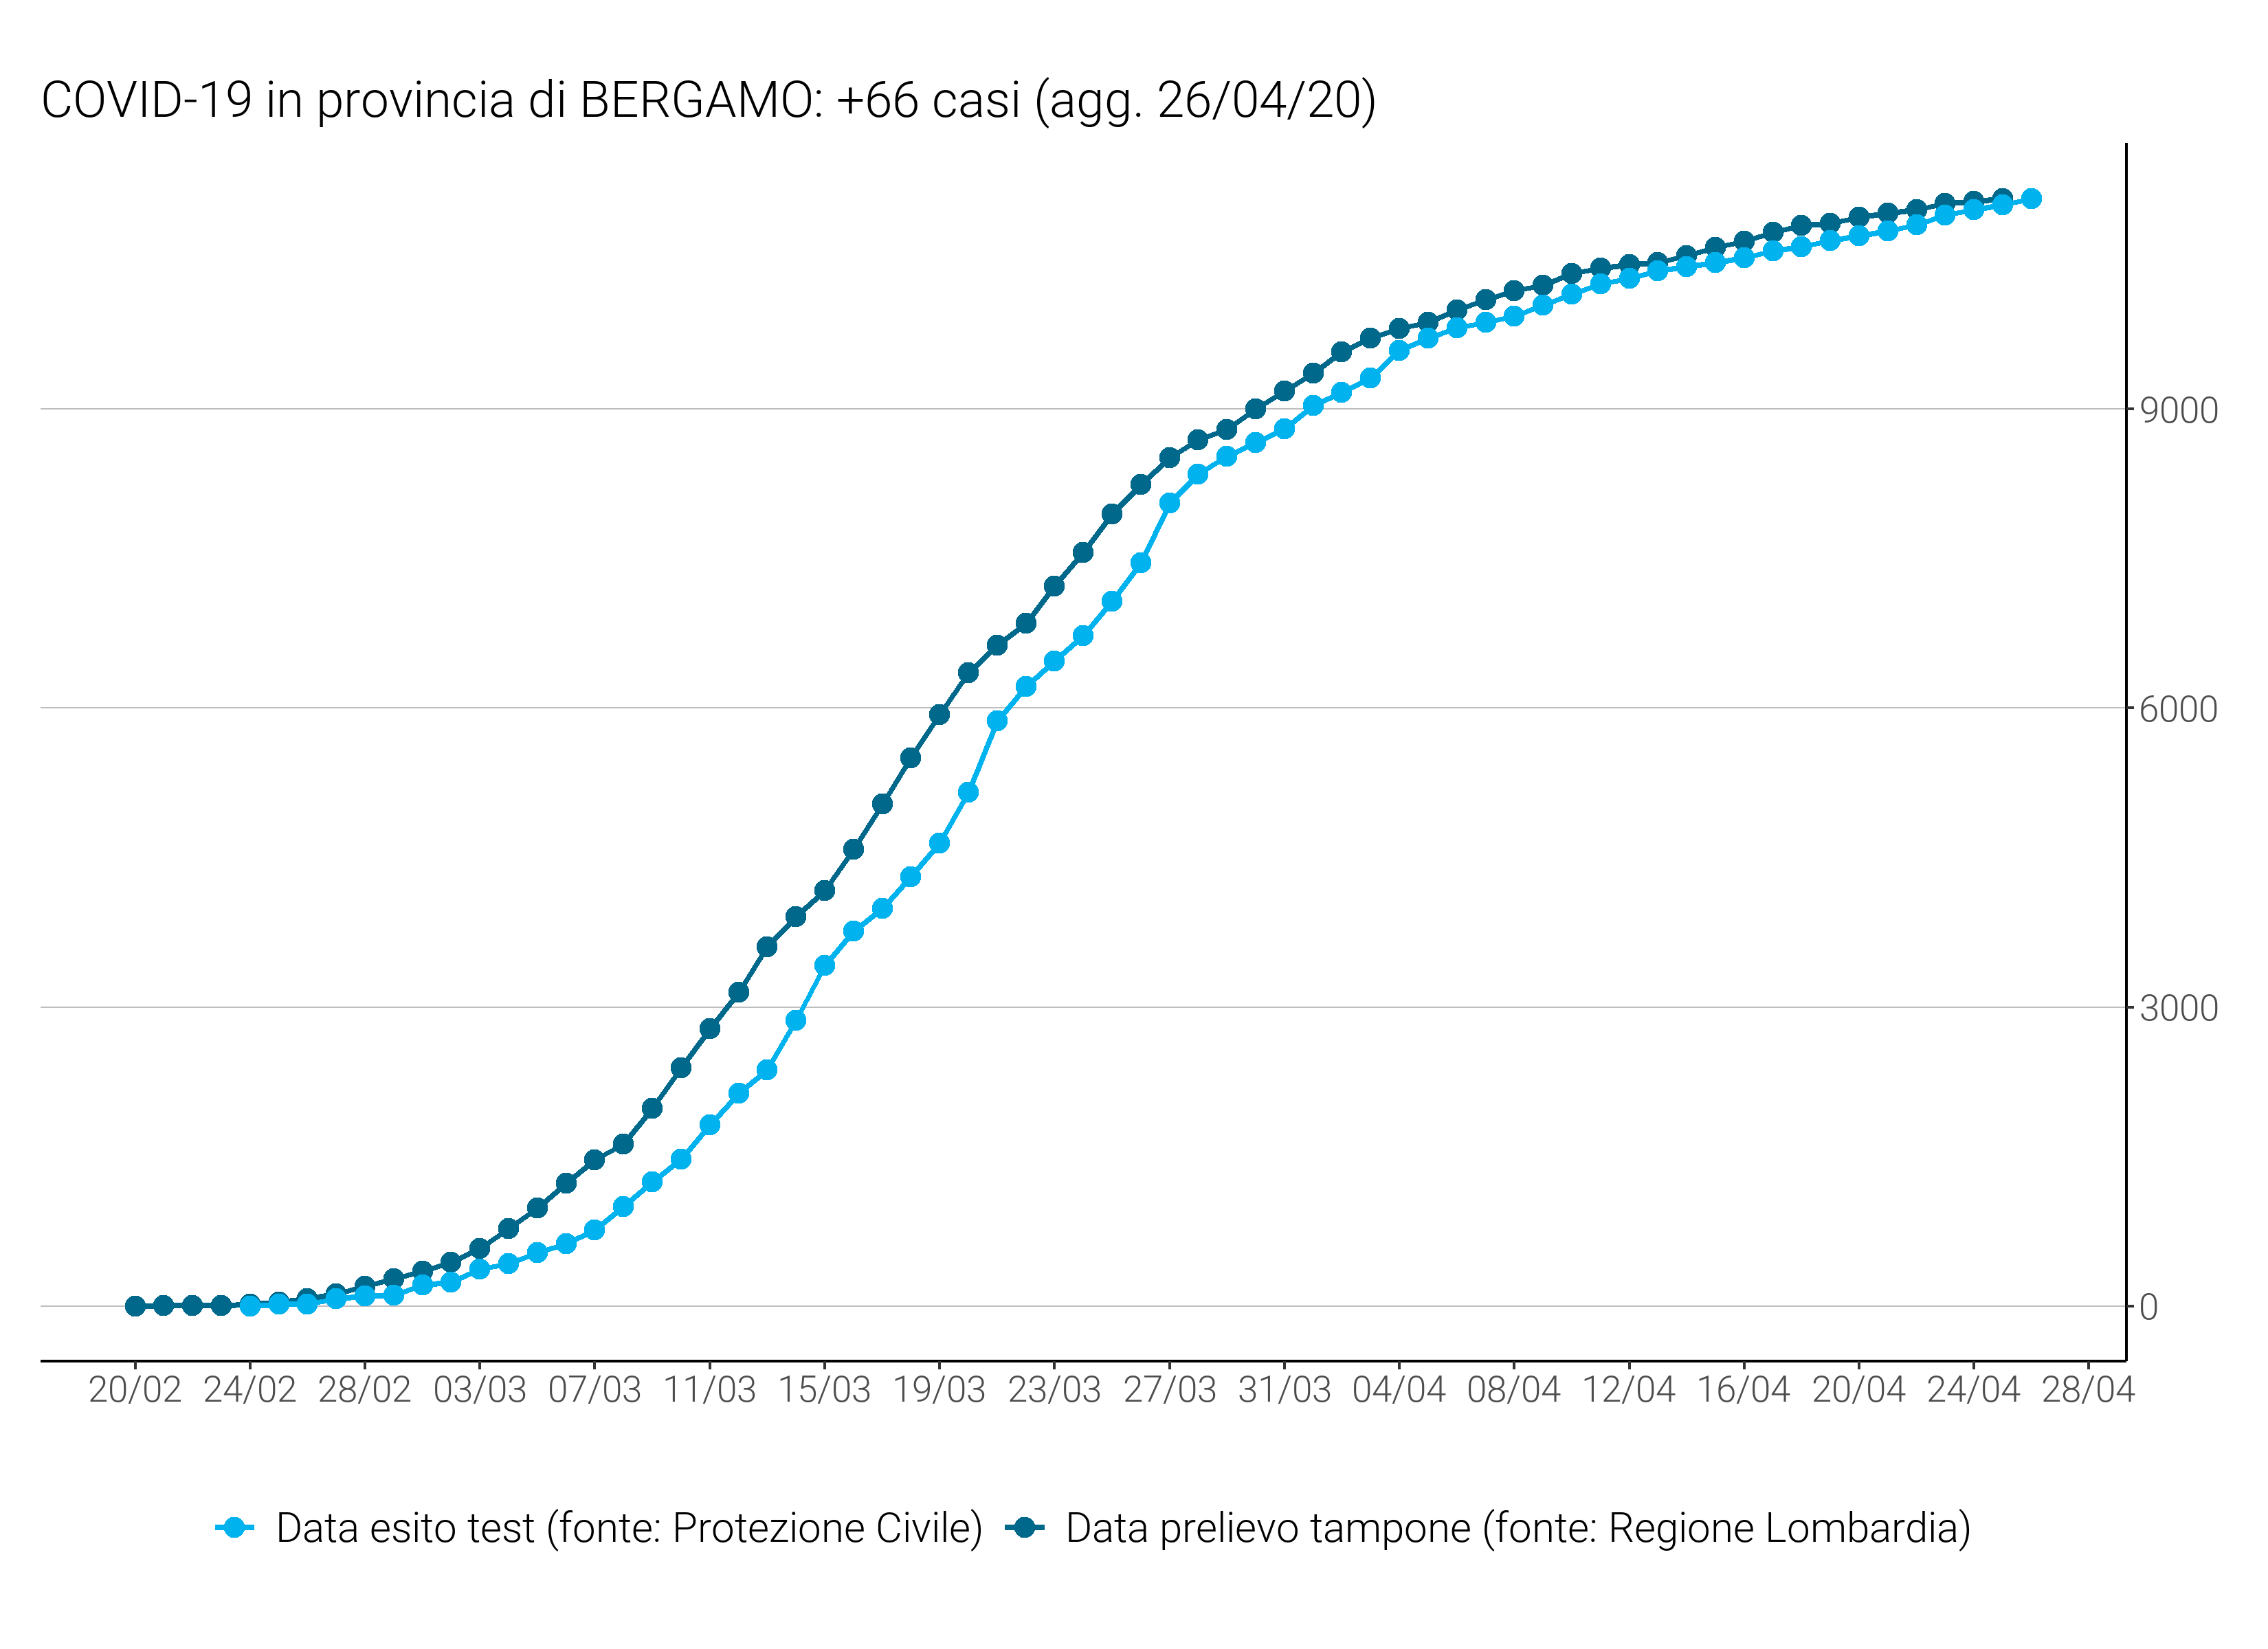 COVID-19 in provincia di BERGAMO: +66 casi (agg. 26/04/20)
9000
6000
3000
0
20/02 24/02 28/02 03/03 07/03 11/03 15/03 19/03 23/03 27/03 31/03 04/04 08/04 12/04 16/04 20/04 24/04 28/04
Data esito test (fonte: Protezione Civile) Data prelievo tampone (fonte: Regione Lombardia)